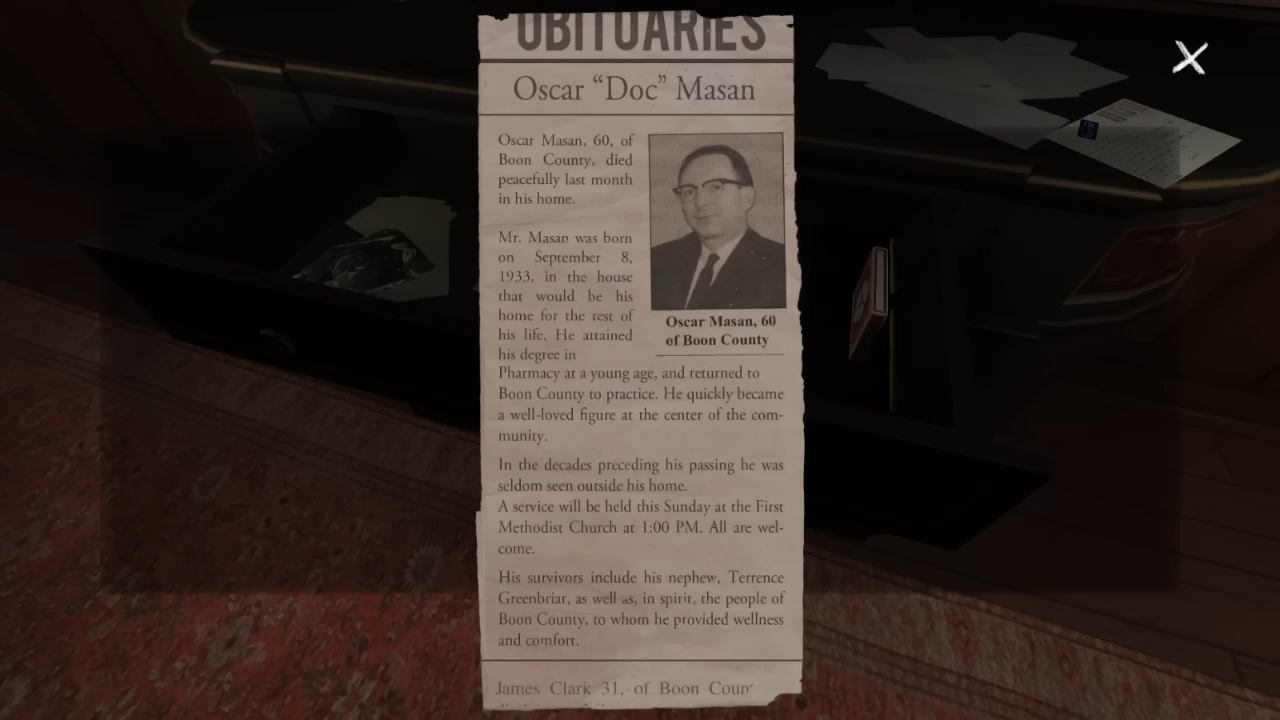 OBITUARIES
Oscar “Doc” Masan
Oscar Masan, 60, of
Boon County, died
peacefully last month
in his home.
Mr. Masan was born
on September 8,
1933, in the house
that would be his
home for the rest of
his life. He attained
his degree in
Oscar Masan, 60
of Boon County
Pharmacy at a young age, and returned to
Boon County to practice. He quickly became
a well-loved figure at the center of the com-
munity.
In the decades preceding his passing he was
seldom seen outside his home.
A service will be held this Sunday at the First
Methodist Church at 1:00 PM. All are wel-
come.
His survivors include his nephew, Terrence
Greenbriar, as well as, in spirit, the people of
Boon County, to whom he provided wellness
and comfort.
James Clark 31, of Boon